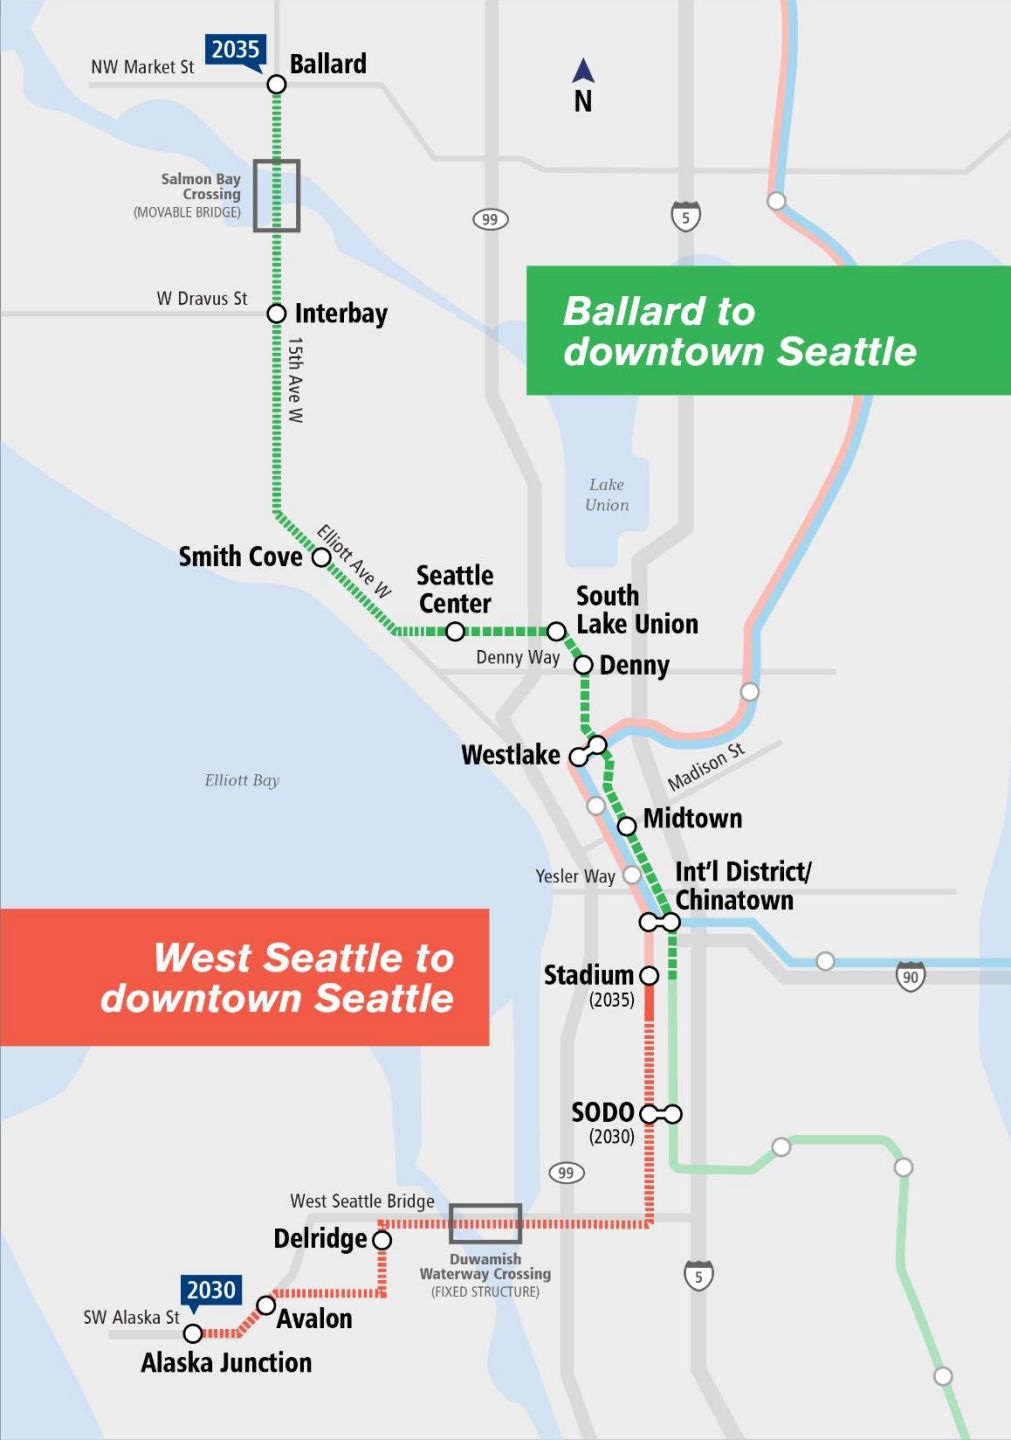 2035
Ballard
NW Market St
N
Salmon Bay
Crossing
(MOVABLE BRIDGE)
99
5
W Dravus St
Interbay
Ballard to
downtown Seattle
15th Ave W
Lake
Union
Smith Cove
Elliott Ave W
Seattle
Center
South
Lake Union
Denny Way
Denny
Westlake
Madison St
Elliott Bay
Midtown
Yesler Way
Int'l District/
Chinatown
West Seattle to
downtown Seattle
Stadium
(2035)
90
SODO
(2030)
99
West Seattle Bridge
Delridge
Duwamish
Waterway Crossing
(FIXED STRUCTURE)
5
2030
SW Alaska St
Avalon
Alaska Junction